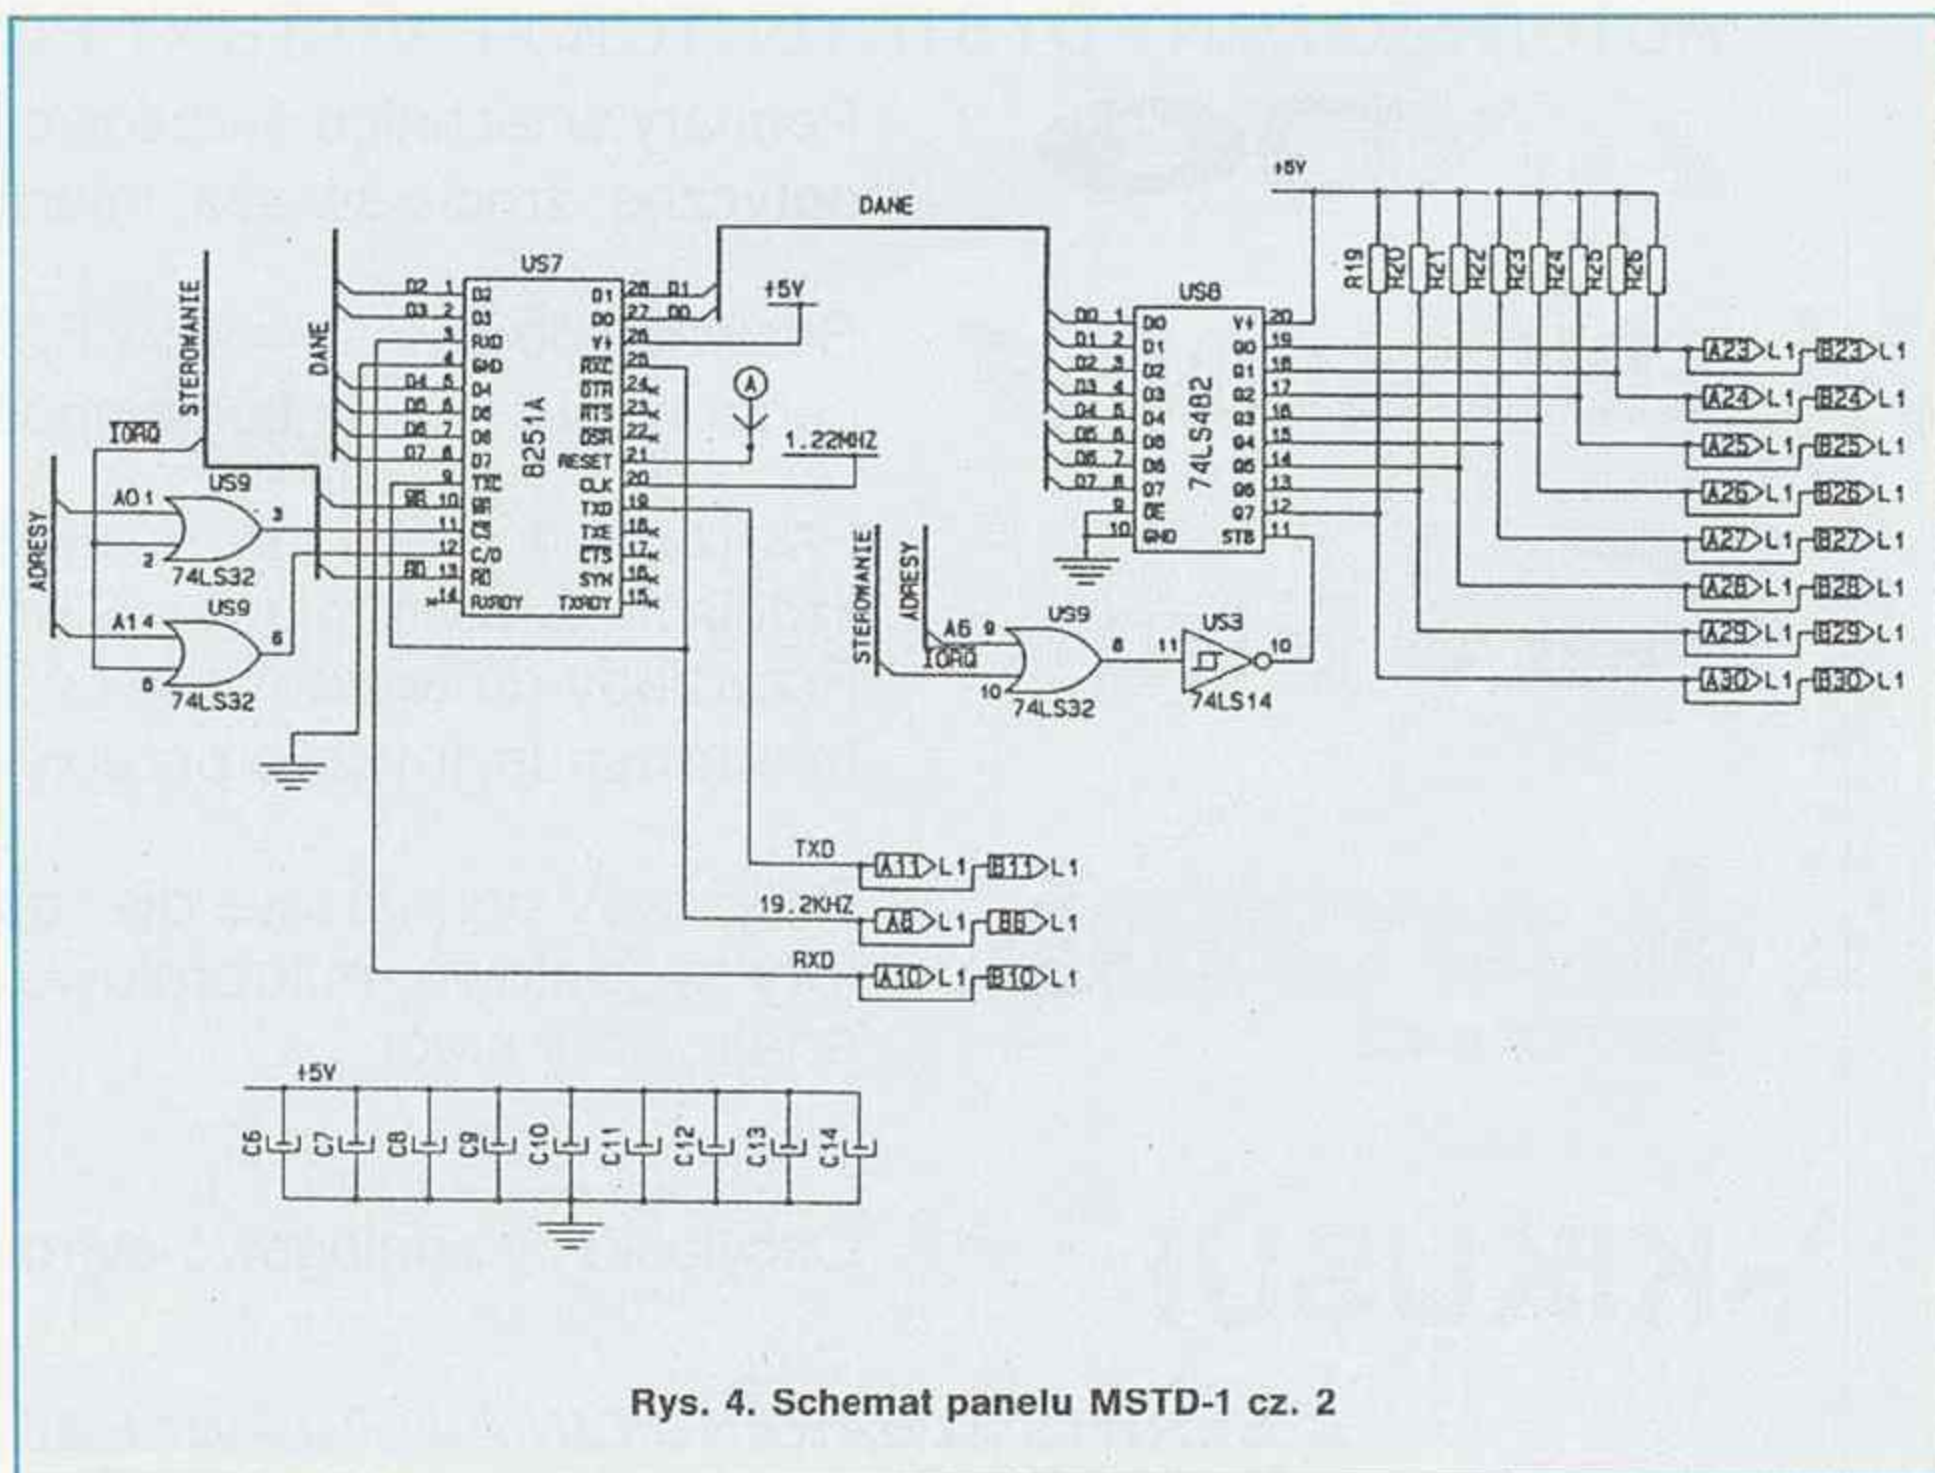 DANE
+5V
STEROWANIE
DANE
US7
8251A
D2 1 D2
D3 2 D3
3 RXD
4 GND
D4 5 D4
D5 6 D5
D6 7 D6
D7 8 D7
9 TXC
WR 10 WR
11
12 C/D
RD 13 RD
14 RXRDY
D1 28 D1
D0 27 D0
V+ 26
RXC 25
DTR 24
RTS 23
DSR 22
RESET 21
CLK 20
TXD 19
TXE 18
CTS 17
SYN 16
TXRDY 15
+5V
A
1.22MHZ
IORQ
ADRESY
US9
A0 1
2
3
74LS32
US9
A1 4
5
6
74LS32
US8
74LS482
D0 1 D0
D1 2 D1
D2 3 D2
D3 4 D3
D4 5 D4
D5 6 D5
D6 7 D6
D7 8 D7
9 OE
10 GND
V+ 20
Q0 19
Q1 18
Q2 17
Q3 16
Q4 15
Q5 14
Q6 13
Q7 12
STB 11
R19
R20
R21
R22
R23
R24
R25
R26
A23 L1 B23 L1
A24 L1 B24 L1
A25 L1 B25 L1
A26 L1 B26 L1
A27 L1 B27 L1
A28 L1 B28 L1
A29 L1 B29 L1
A30 L1 B30 L1
STEROWANIE
ADRESY
US9
A6 9
IORQ
10
8
74LS32
US3
11
10
74LS14
TXD A11 L1 B11 L1
19.2KHZ L1 L1
RXD A10 L1 B10 L1
+5V
C6
C7
C8
C9
C10
C11
C12
C13
C14
Rys. 4. Schemat panelu MSTD-1 cz. 2